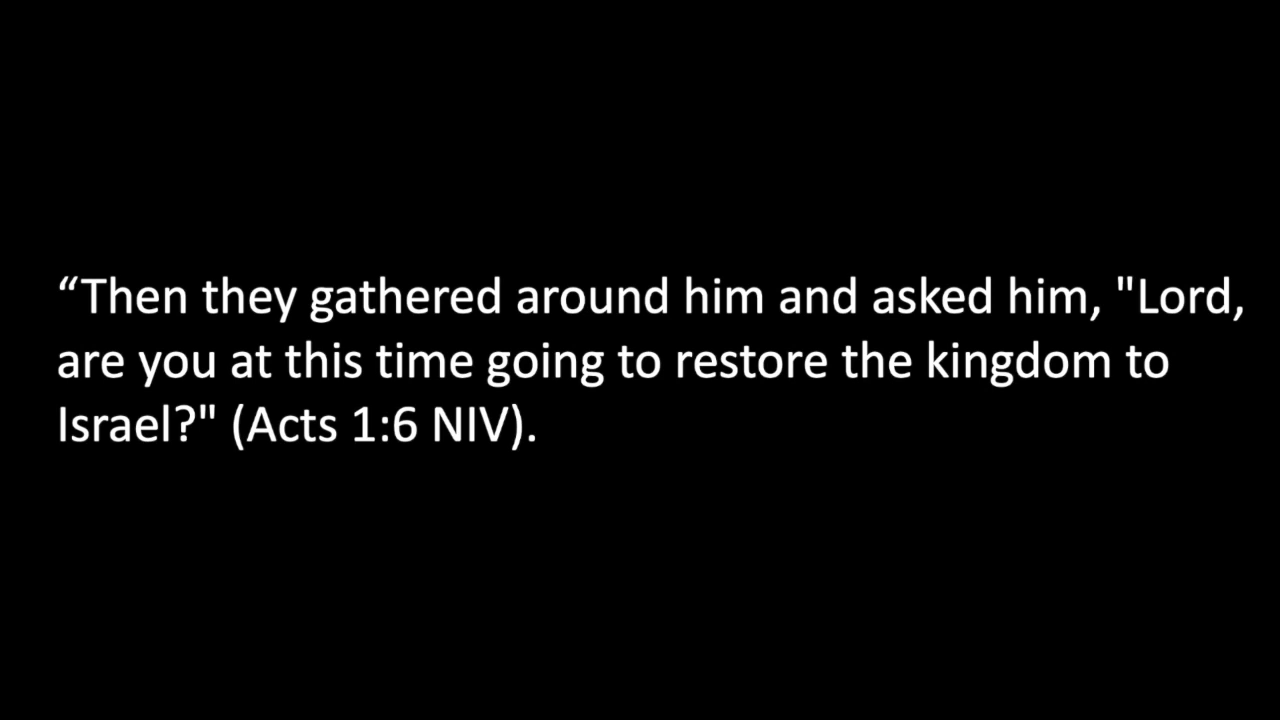 “Then they gathered around him and asked him, "Lord,
are you at this time going to restore the kingdom to
Israel?" (Acts 1:6 NIV).